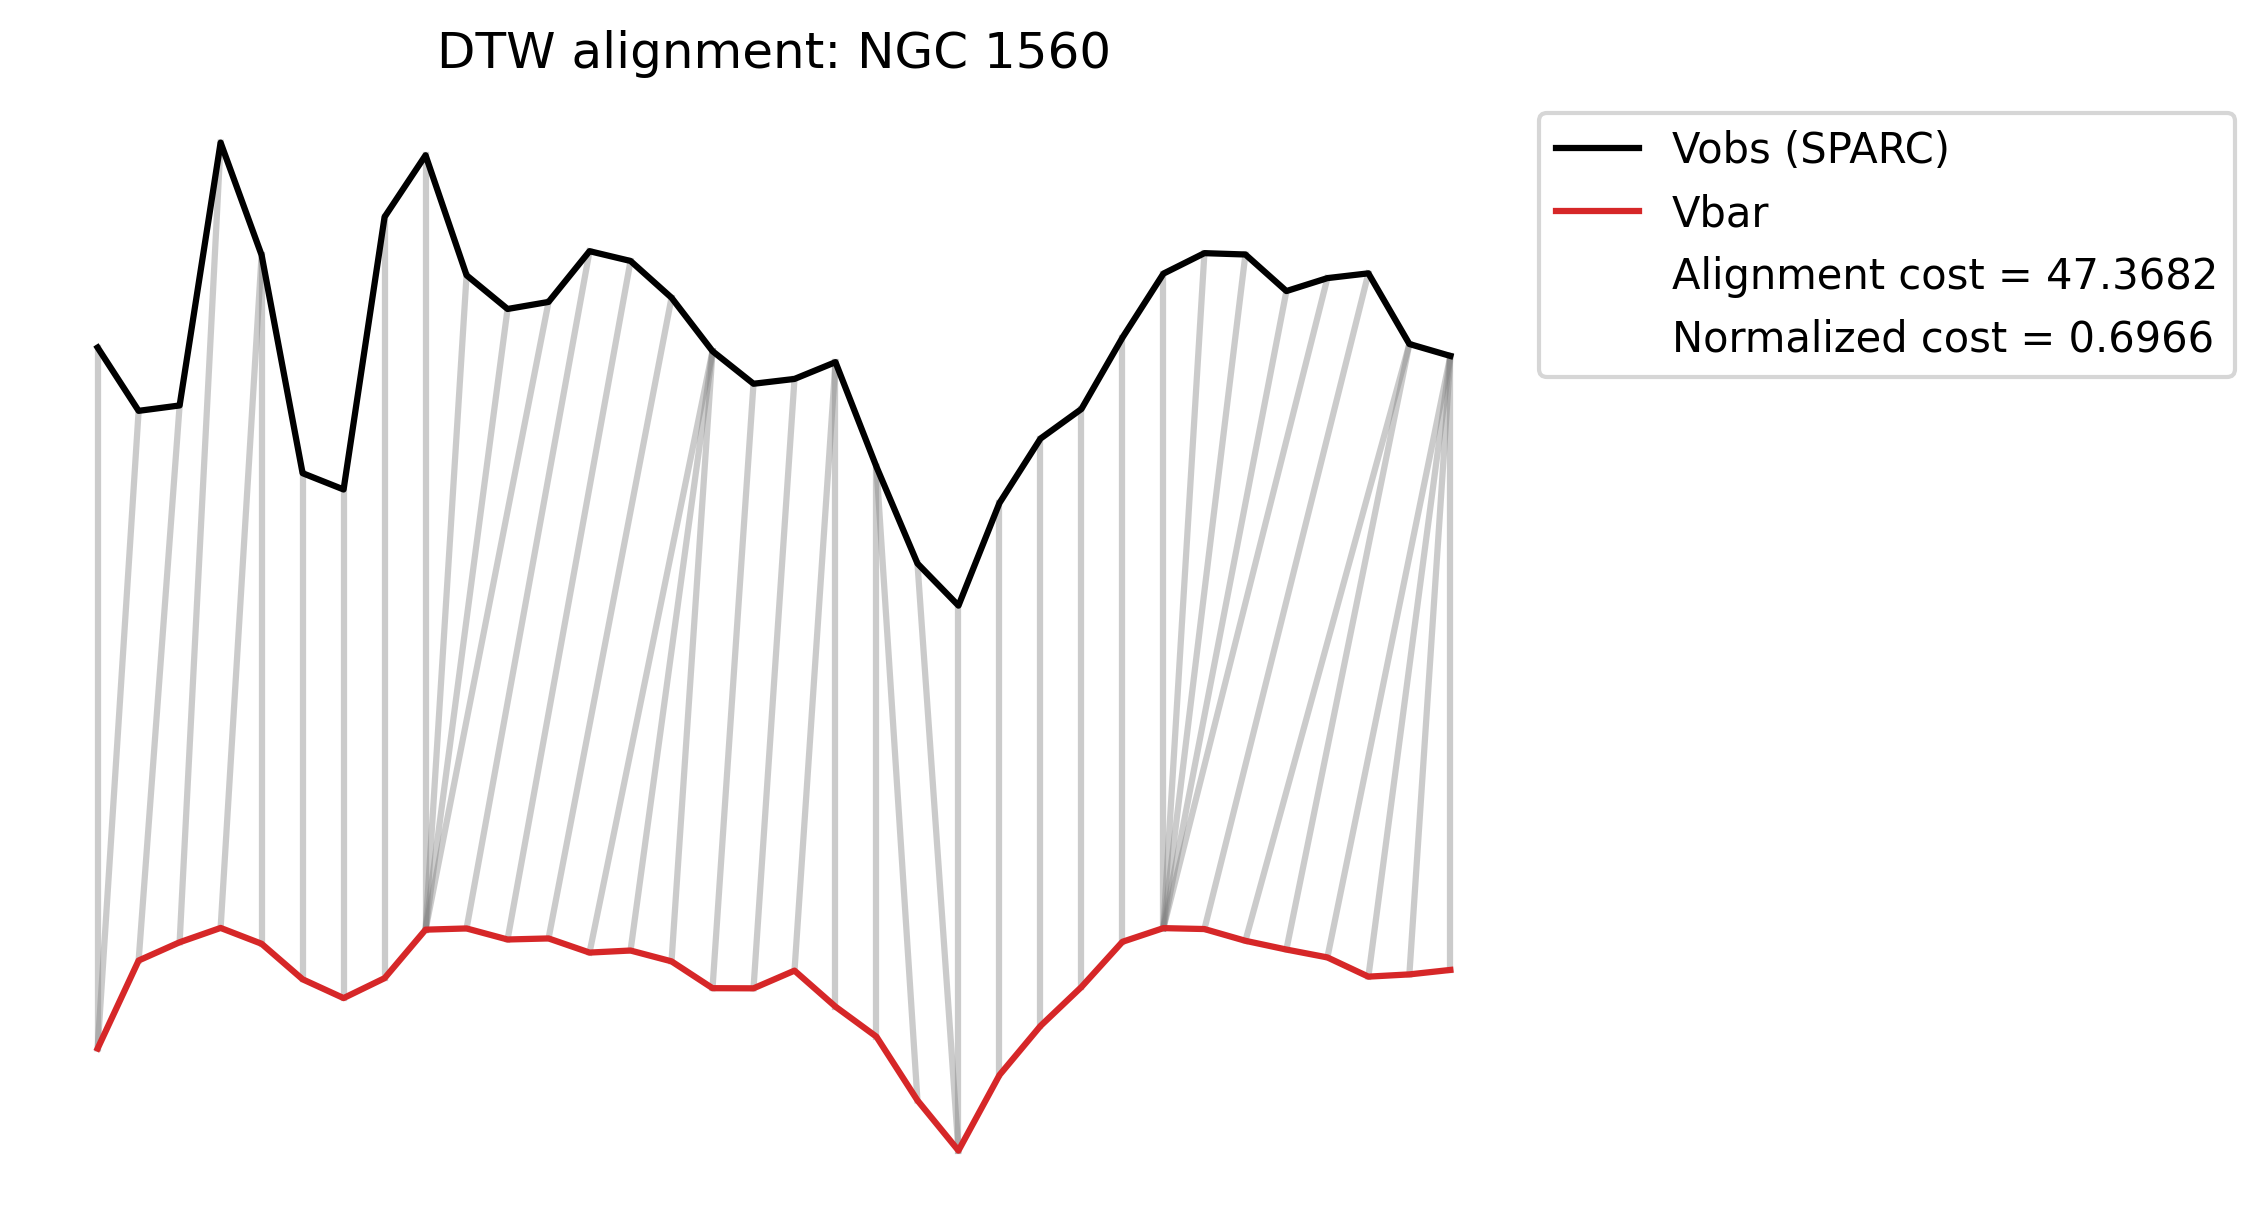 DTW alignment: NGC 1560
Vobs (SPARC)
Vbar
Alignment cost = 47.3682
Normalized cost = 0.6966